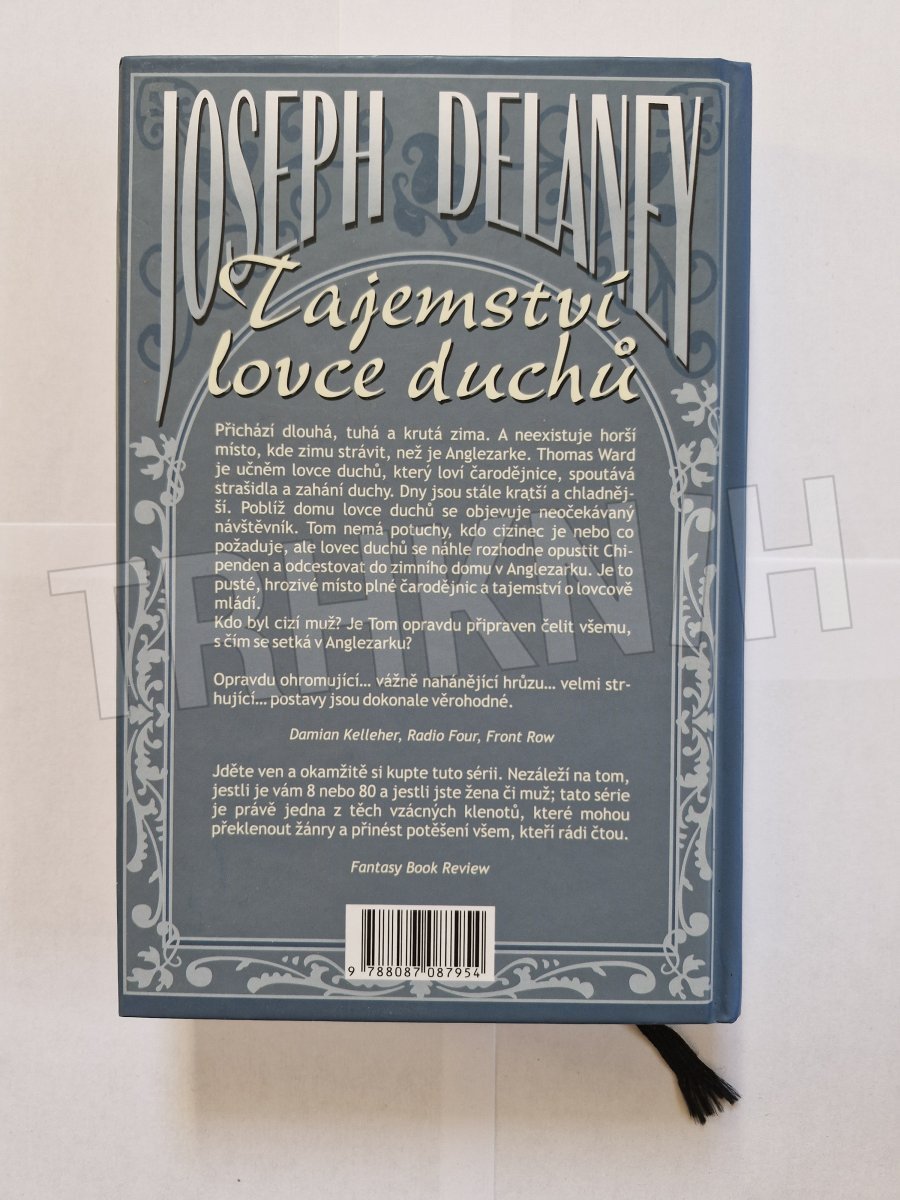 JOSEPH DELANEY
Tajemství
lovce duchů
Přichází dlouhá, tuhá a krutá zima. A neexistuje horší
místo, kde zimu strávit, než je Anglezarke. Thomas Ward
je učněm lovce duchů, který loví čarodějnice, spoutává
strašidla a zahání duchy. Dny jsou stále kratší a chladněj-
ší. Poblíž domu lovce duchů se objevuje neočekávaný
návštěvník. Tom nemá potuchy, kdo cizinec je nebo co
požaduje, ale lovec duchů se náhle rozhodne opustit Chi-
penden a odcestovat do zimního domu v Anglezarku. Je to
pusté, hrozivé místo plné čarodějnic a tajemství o lovcově
mládí.
Kdo byl cizí muž? Je Tom opravdu připraven čelit všemu,
s čím se setká v Anglezarku?
Opravdu ohromující... vážně nahánějící hrůzu... velmi str-
hující... postavy jsou dokonale věrohodné.
Damian Kelleher, Radio Four, Front Row
Jděte ven a okamžitě si kupte tuto sérii. Nezáleží na tom,
jestli je vám 8 nebo 80 a jestli jste žena či muž; tato série
je právě jedna z těch vzácných klenotů, které mohou
překlenout žánry a přinést potěšení všem, kteří rádi čtou.
Fantasy Book Review
9 788087 087954
TRHKNIH